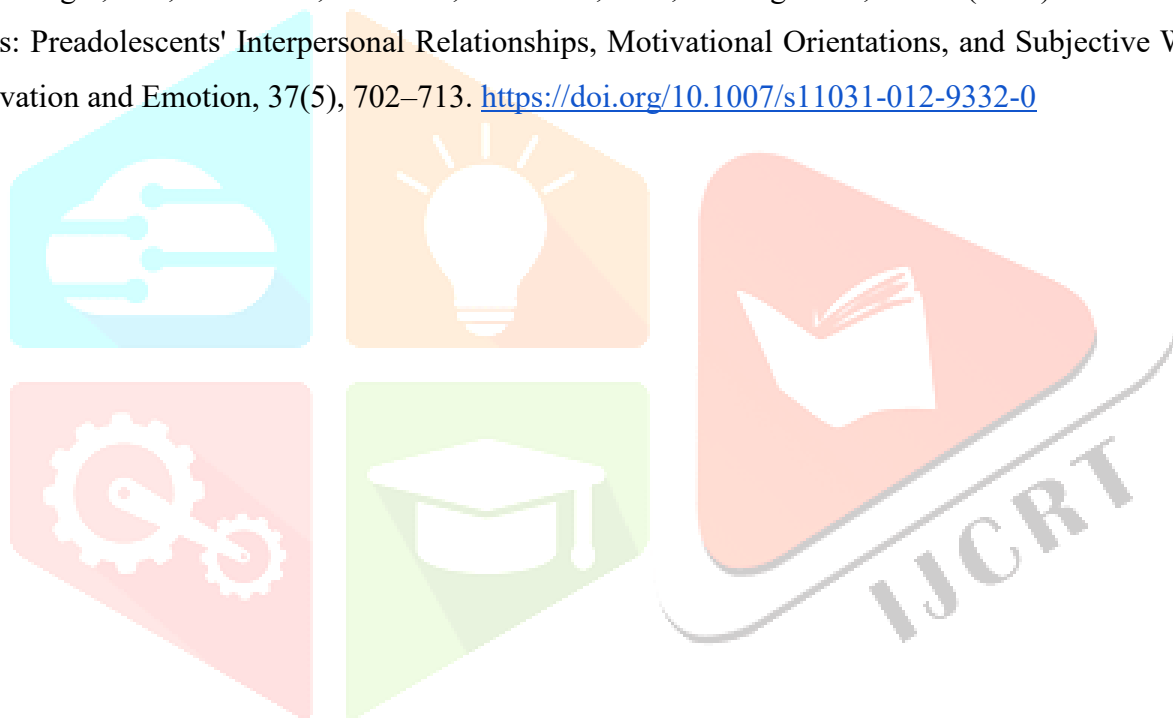 s: Preadolescents' Interpersonal Relationships, Motivational Orientations, and Subjective W
vation and Emotion, 37(5), 702–713. https://doi.org/10.1007/s11031-012-9332-0
IJCRT